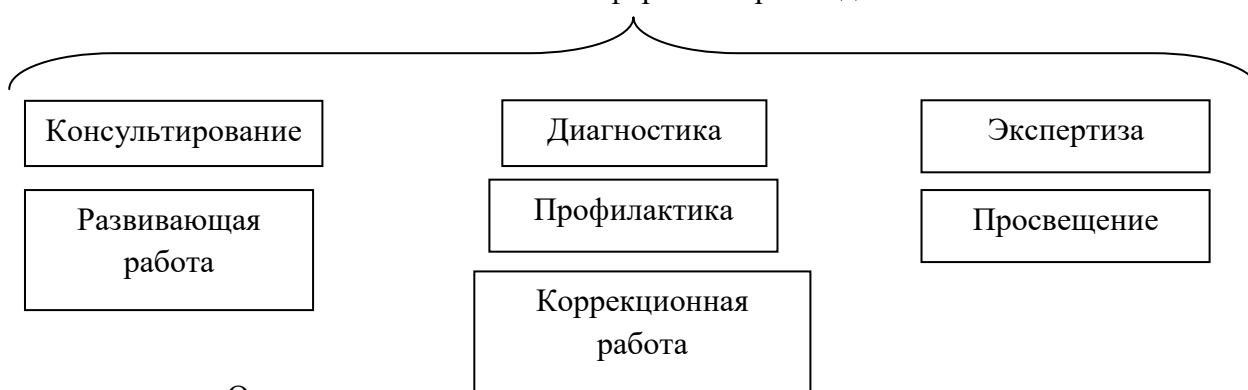 Консультирование
Диагностика
Экспертиза
Развивающая
работа
Профилактика
Просвещение
Коррекционная
работа